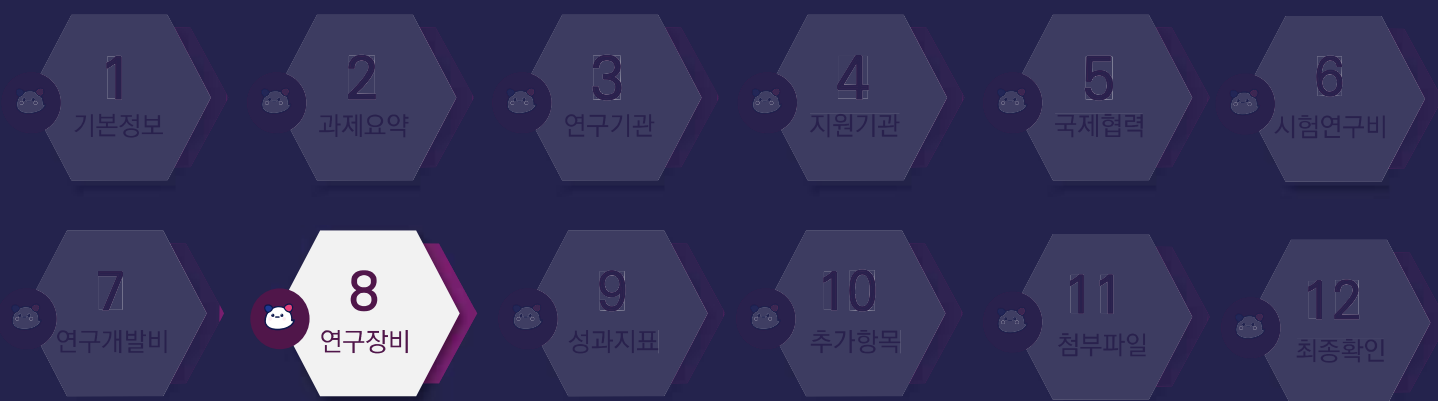 1
기본정보
2
과제요약
3
연구기관
4
지원기관
5
국제협력
6
시험연구비
7
연구개발비
8
연구장비
9
성과지표
10
추가항목
11
첨부파일
12
최종확인